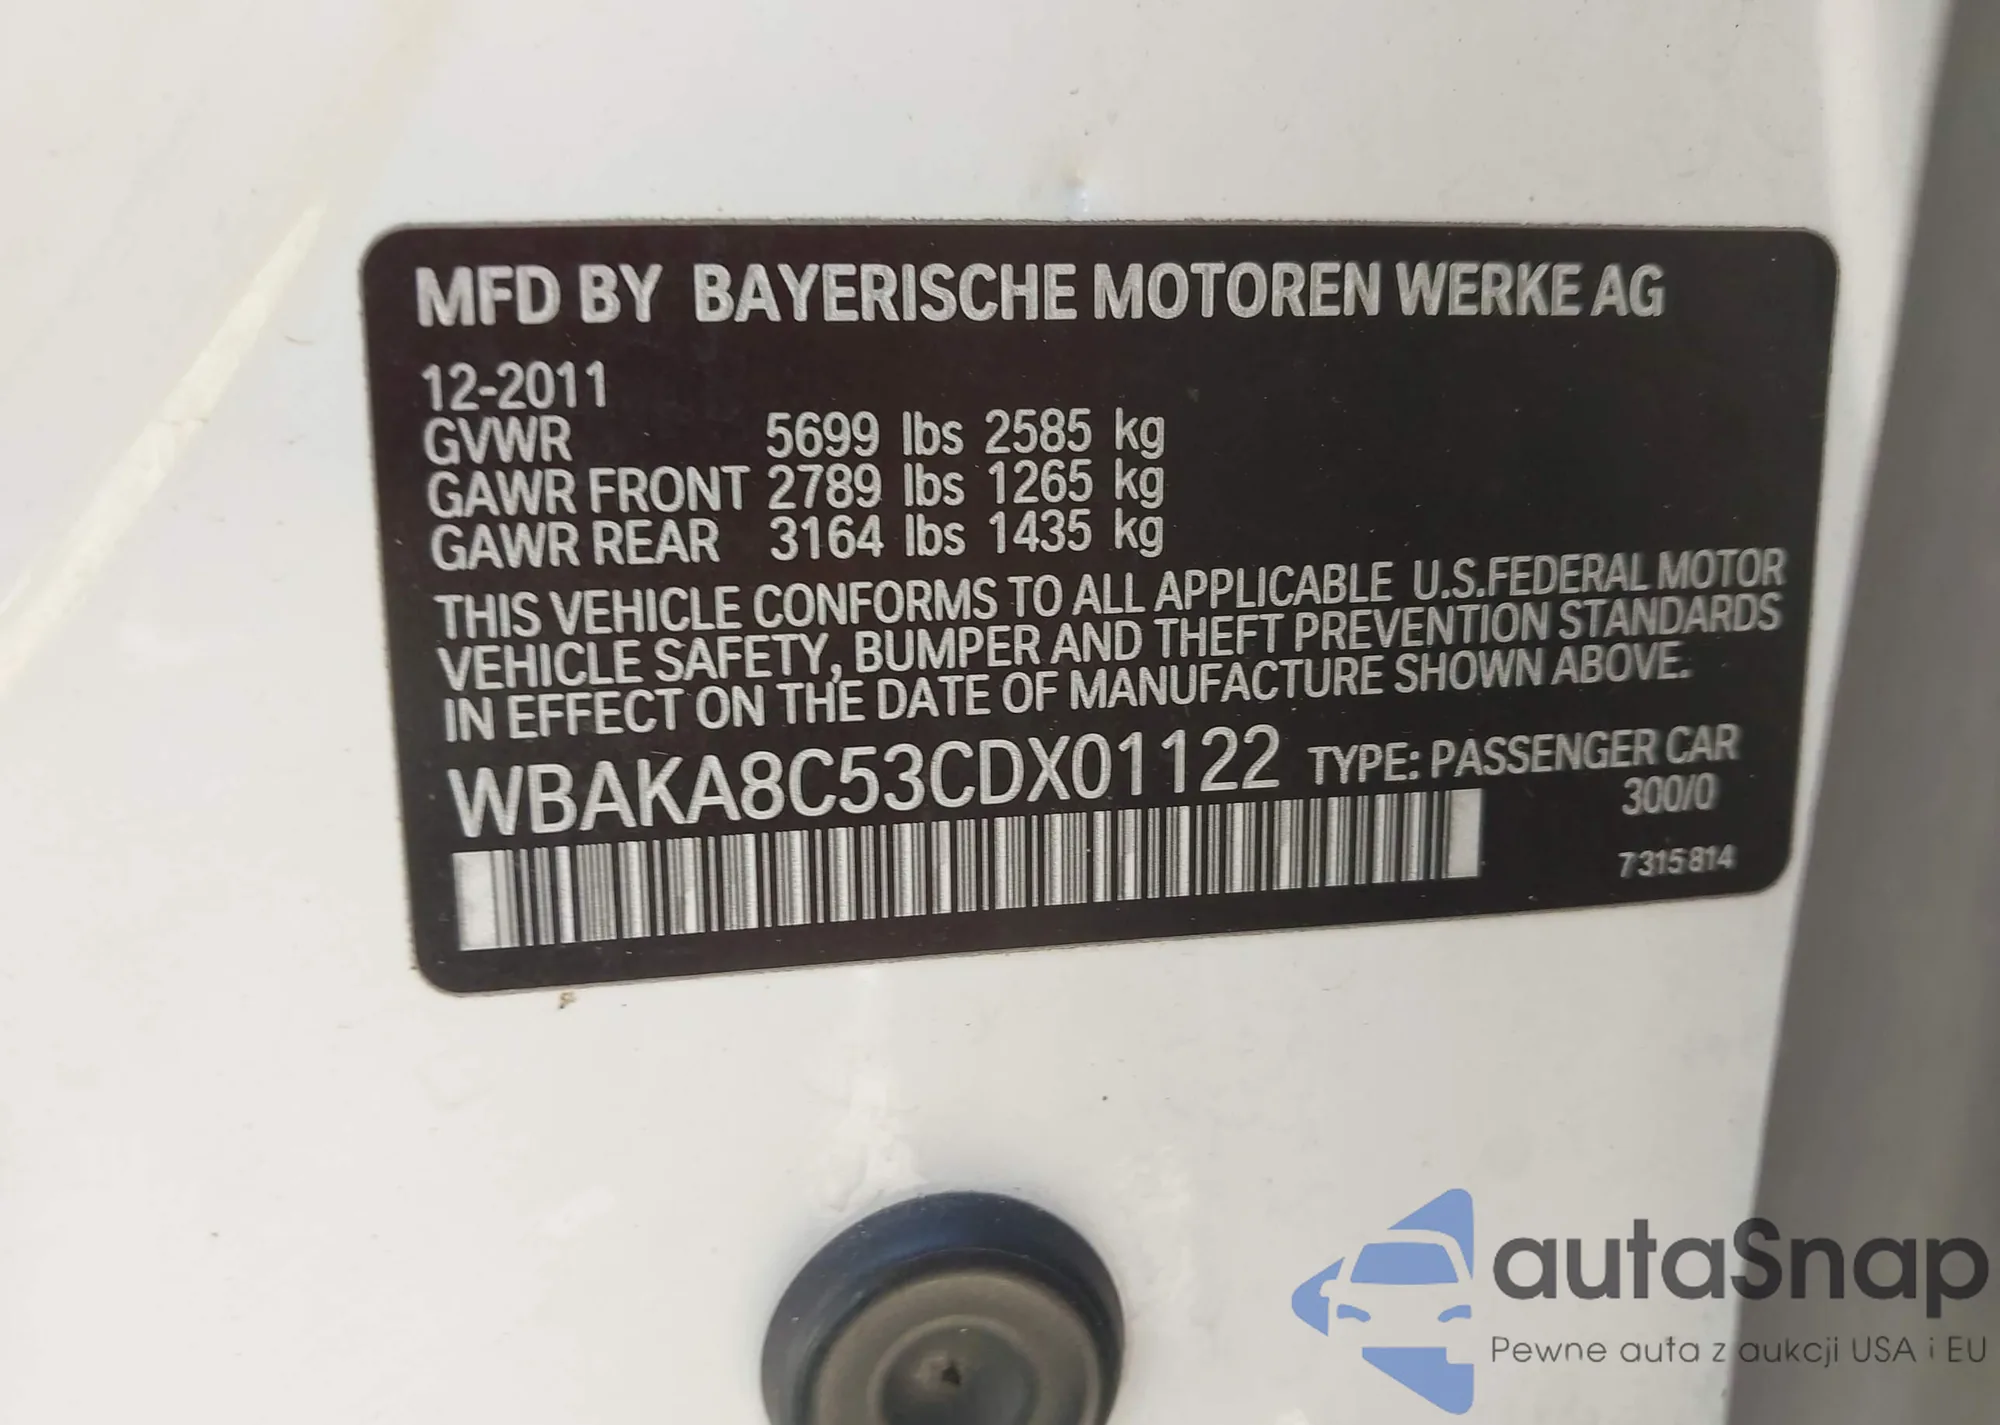 MFD BY BAYERISCHE MOTOREN WERKE AG
12-2011
GVWR 5699 lbs 2585 kg
GAWR FRONT 2789 lbs 1265 kg
GAWR REAR 3164 lbs 1435 kg
THIS VEHICLE CONFORMS TO ALL APPLICABLE U.S.FEDERAL MOTOR
VEHICLE SAFETY, BUMPER AND THEFT PREVENTION STANDARDS
IN EFFECT ON THE DATE OF MANUFACTURE SHOWN ABOVE.
WBAKA8C53CDX01122 TYPE: PASSENGER CAR
300/0
7315814
autaSnap
Pewne auta z aukcji USA i EU